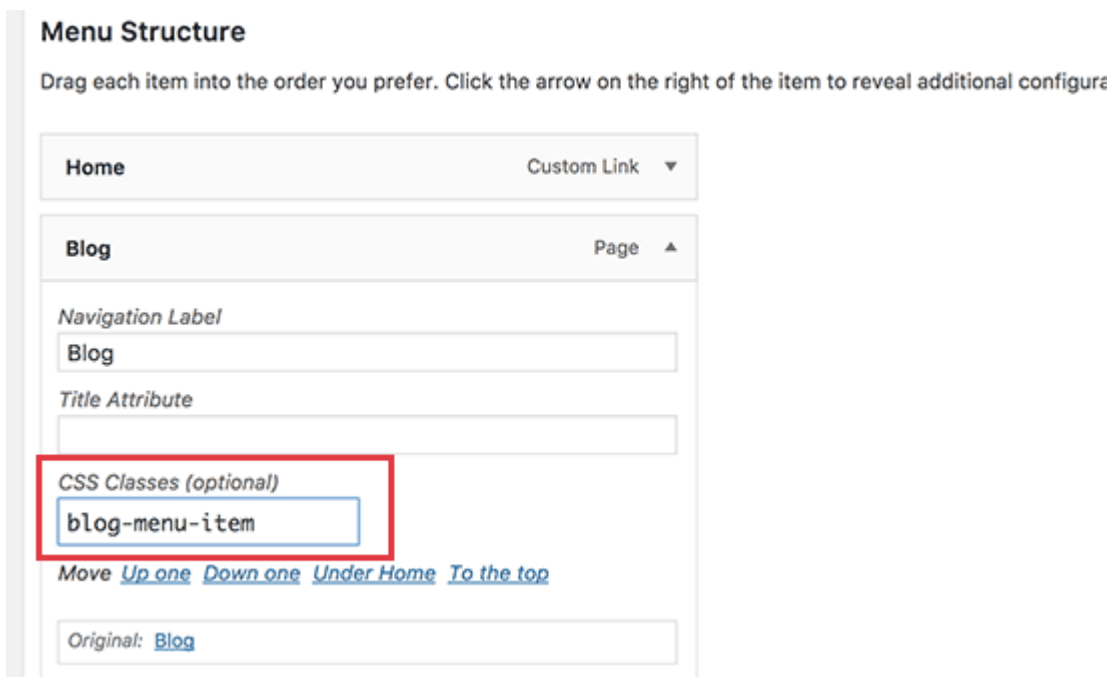 Menu Structure
Drag each item into the order you prefer. Click the arrow on the right of the item to reveal additional
Home Custom Link
Blog Page
Navigation Label
Blog
Title Attribute
CSS Classes (optional)
blog-menu-item
Move Up one Down one Under Home To the top
Original: Blog